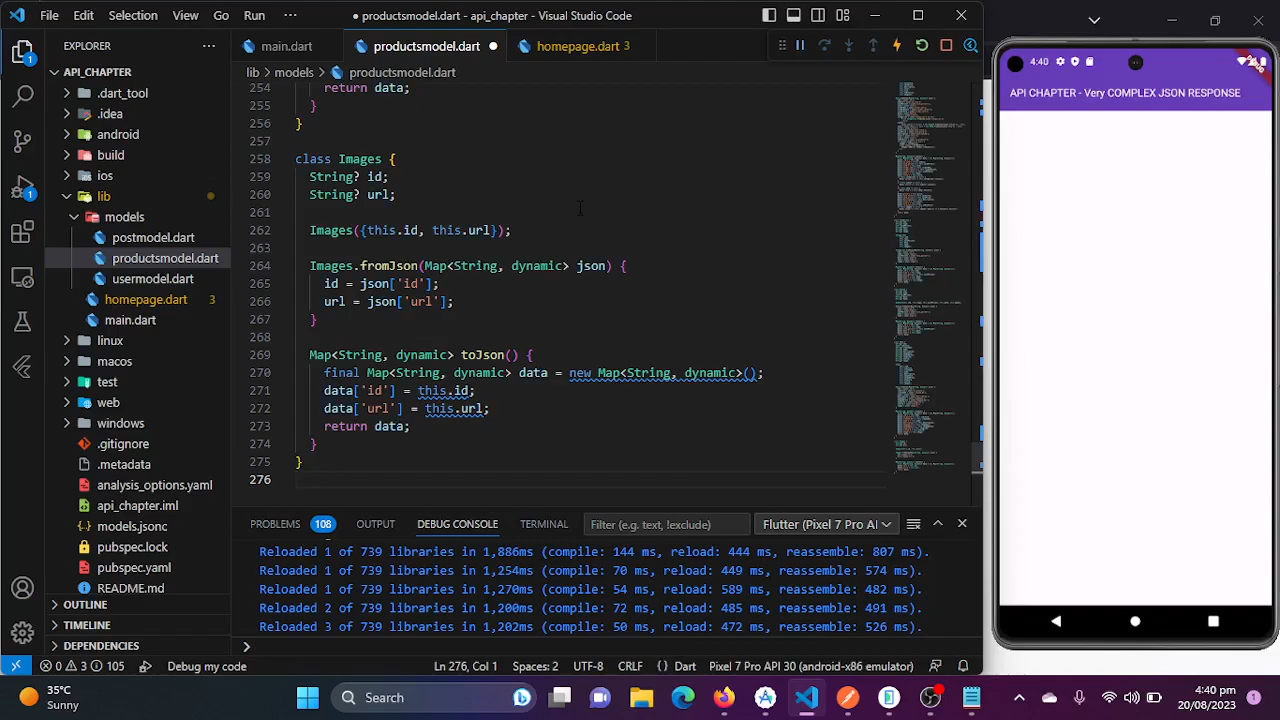 File Edit Selection View Go Run ···
● productsmodel.dart - api_chapter - Visual Studio Code
EXPLORER
main.dart
productsmodel.dart ●
homepage.dart 3
API_CHAPTER
.dart_tool
.idea
android
build
ios
lib
models
postmodel.dart
productsmodel.dart
usermodel.dart
homepage.dart 3
main.dart
linux
macos
test
web
windows
.gitignore
.metadata
analysis_options.yaml
api_chapter.iml
models.jsonc
pubspec.lock
pubspec.yaml
README.md
OUTLINE
TIMELINE
DEPENDENCIES
lib > models > productsmodel.dart
254 return data;
255 }
256 }
257
258 class Images {
259 String? id;
260 String? url;
261
262 Images({this.id, this.url});
263
264 Images.fromJson(Map<String, dynamic> json) {
265 id = json['id'];
266 url = json['url'];
267 }
268
269 Map<String, dynamic> toJson() {
270 final Map<String, dynamic> data = new Map<String, dynamic>();
271 data['id'] = this.id;
272 data['url'] = this.url;
273 return data;
274 }
275 }
276
PROBLEMS 108 OUTPUT DEBUG CONSOLE TERMINAL
Filter (e.g. text, !exclude)
Flutter (Pixel 7 Pro AI
Reloaded 1 of 739 libraries in 1,886ms (compile: 144 ms, reload: 444 ms, reassemble: 807 ms).
Reloaded 1 of 739 libraries in 1,254ms (compile: 70 ms, reload: 449 ms, reassemble: 574 ms).
Reloaded 1 of 739 libraries in 1,270ms (compile: 54 ms, reload: 589 ms, reassemble: 482 ms).
Reloaded 2 of 739 libraries in 1,200ms (compile: 72 ms, reload: 485 ms, reassemble: 491 ms).
Reloaded 3 of 739 libraries in 1,202ms (compile: 50 ms, reload: 472 ms, reassemble: 526 ms).
0 3 105 Debug my code
Ln 276, Col 1 Spaces: 2 UTF-8 CRLF {} Dart Pixel 7 Pro API 30 (android-x86 emulator)
4:40
API CHAPTER - Very COMPLEX JSON RESPONSE
35°C
Sunny
Search
4:40 pm
20/08/2023
1